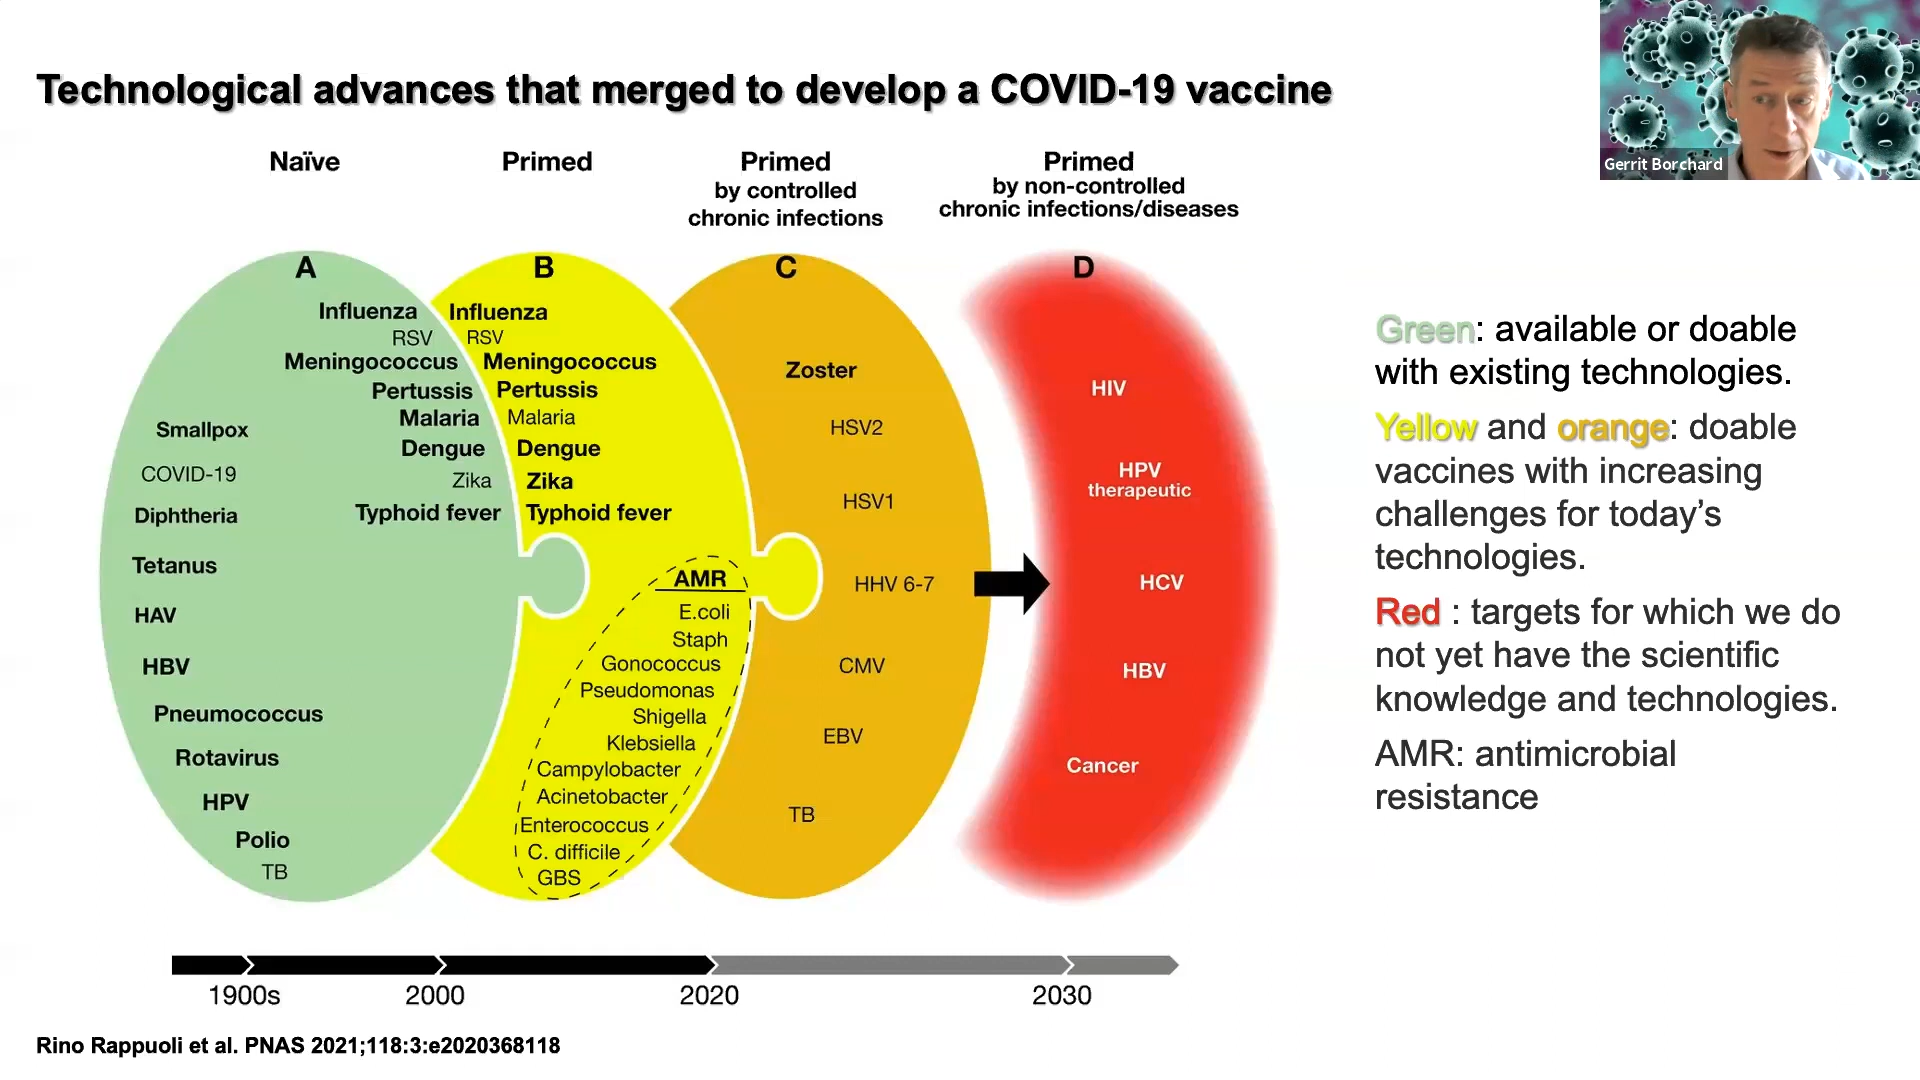 Technological advances that merged to develop a COVID-19 vaccine
Gerrit Borchard
Naïve
Primed
Primed
by controlled
chronic infections
Primed
by non-controlled
chronic infections/diseases
A
Influenza
RSV
Meningococcus
Pertussis
Malaria
Dengue
Zika
Typhoid fever
Smallpox
COVID-19
Diphtheria
Tetanus
HAV
HBV
Pneumococcus
Rotavirus
HPV
Polio
TB
B
Influenza
RSV
Meningococcus
Pertussis
Malaria
Dengue
Zika
Typhoid fever
AMR
E.coli
Staph
Gonococcus
Pseudomonas
Shigella
Klebsiella
Campylobacter
Acinetobacter
Enterococcus
C. difficile
GBS
C
Zoster
HSV2
HSV1
HHV 6-7
CMV
EBV
TB
D
HIV
HPV
therapeutic
HCV
HBV
Cancer
Green: available or doable
with existing technologies.
Yellow and orange: doable
vaccines with increasing
challenges for today’s
technologies.
Red : targets for which we do
not yet have the scientific
knowledge and technologies.
AMR: antimicrobial
resistance
1900s
2000
2020
2030
Rino Rappuoli et al. PNAS 2021;118:3:e2020368118